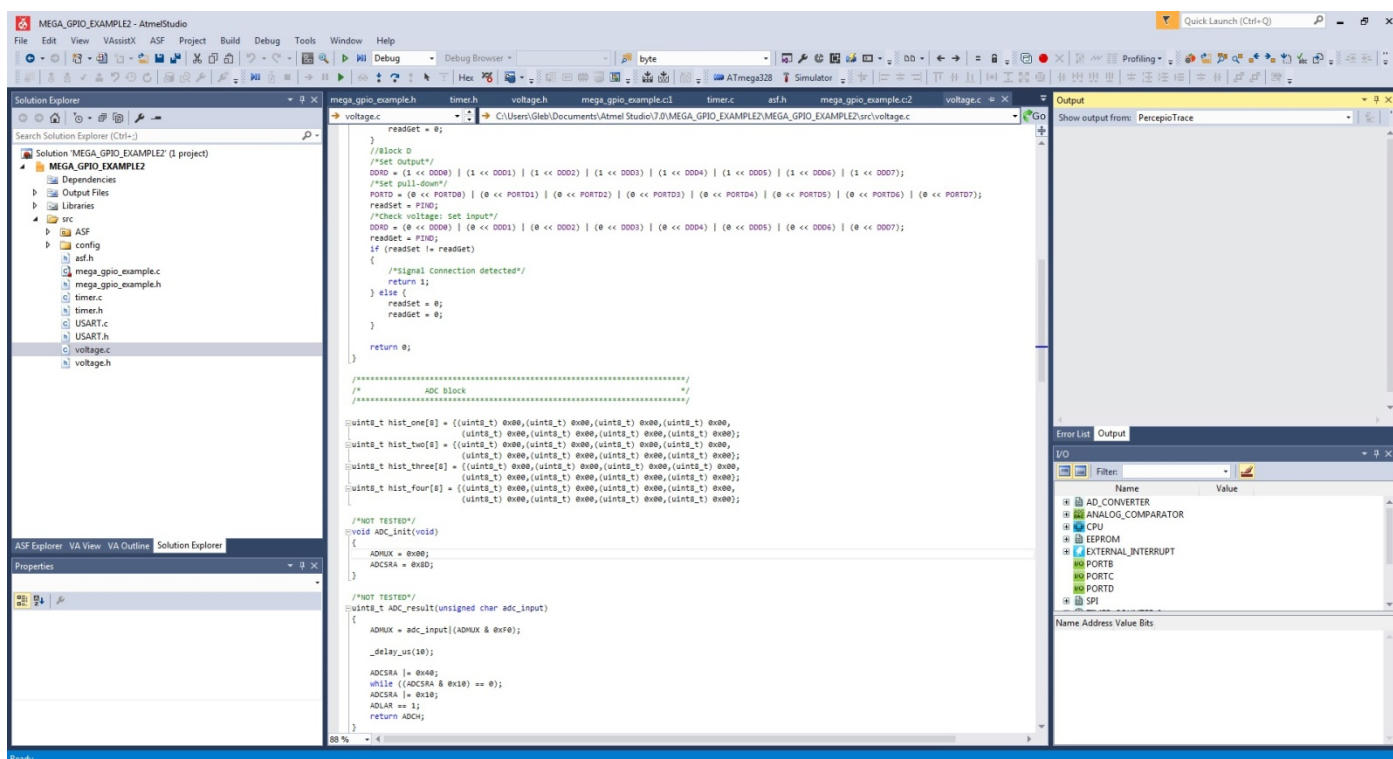 MEGA_GPIO_EXAMPLE2 - AtmelStudio
Quick Launch (Ctrl+Q)
File Edit View VAssistX ASF Project Build Debug Tools Window Help
Debug Debug Browser byte Profiling
Hex ATmega328 Simulator
Solution Explorer
Search Solution Explorer (Ctrl+;)
Solution 'MEGA_GPIO_EXAMPLE2' (1 project)
MEGA_GPIO_EXAMPLE2
Dependencies
Output Files
Libraries
src
ASF
config
asf.h
mega_gpio_example.c
mega_gpio_example.h
timer.c
timer.h
USART.c
USART.h
voltage.c
voltage.h
ASF Explorer VA View VA Outline Solution Explorer
Properties
mega_gpio_example.h timer.h voltage.h mega_gpio_example.c:1 timer.c asf.h mega_gpio_example.c:2 voltage.c
voltage.c C:\Users\Gleb\Documents\Atmel Studio\7.0\MEGA_GPIO_EXAMPLE2\MEGA_GPIO_EXAMPLE2\src\voltage.c Go
readGet = 0;
}
//Block D
/*Set Output*/
DDRD = (1 << DDD0) | (1 << DDD1) | (1 << DDD2) | (1 << DDD3) | (1 << DDD4) | (1 << DDD5) | (1 << DDD6) | (1 << DDD7);
/*Set pull-down*/
PORTD = (0 << PORTD0) | (0 << PORTD1) | (0 << PORTD2) | (0 << PORTD3) | (0 << PORTD4) | (0 << PORTD5) | (0 << PORTD6) | (0 << PORTD7);
readSet = PIND;
/*Check voltage: Set input*/
DDRD = (0 << DDD0) | (0 << DDD1) | (0 << DDD2) | (0 << DDD3) | (0 << DDD4) | (0 << DDD5) | (0 << DDD6) | (0 << DDD7);
readGet = PIND;
if (readSet != readGet)
{
/*Signal Connection detected*/
return 1;
} else {
readSet = 0;
readGet = 0;
}
return 0;
}
/***********************************************************************/
/* ADC block */
/***********************************************************************/
uint8_t hist_one[8] = {(uint8_t) 0x00,(uint8_t) 0x00,(uint8_t) 0x00,(uint8_t) 0x00,
(uint8_t) 0x00,(uint8_t) 0x00,(uint8_t) 0x00,(uint8_t) 0x00};
uint8_t hist_two[8] = {(uint8_t) 0x00,(uint8_t) 0x00,(uint8_t) 0x00,(uint8_t) 0x00,
(uint8_t) 0x00,(uint8_t) 0x00,(uint8_t) 0x00,(uint8_t) 0x00};
uint8_t hist_three[8] = {(uint8_t) 0x00,(uint8_t) 0x00,(uint8_t) 0x00,(uint8_t) 0x00,
(uint8_t) 0x00,(uint8_t) 0x00,(uint8_t) 0x00,(uint8_t) 0x00};
uint8_t hist_four[8] = {(uint8_t) 0x00,(uint8_t) 0x00,(uint8_t) 0x00,(uint8_t) 0x00,
(uint8_t) 0x00,(uint8_t) 0x00,(uint8_t) 0x00,(uint8_t) 0x00};
/*NOT TESTED*/
void ADC_init(void)
{
ADMUX = 0x00;
ADCSRA = 0x8D;
}
/*NOT TESTED*/
uint8_t ADC_result(unsigned char adc_input)
{
ADMUX = adc_input|(ADMUX & 0xF0);
_delay_us(10);
ADCSRA |= 0x40;
while ((ADCSRA & 0x10) == 0);
ADCSRA |= 0x10;
ADLAR == 1;
return ADCH;
}
88 %
Output
Show output from: PercepioTrace
Error List Output
I/O
Filter:
Name Value
AD_CONVERTER
ANALOG_COMPARATOR
CPU
EEPROM
EXTERNAL_INTERRUPT
I/O PORTB
I/O PORTC
I/O PORTD
SPI
Name Address Value Bits
Ready